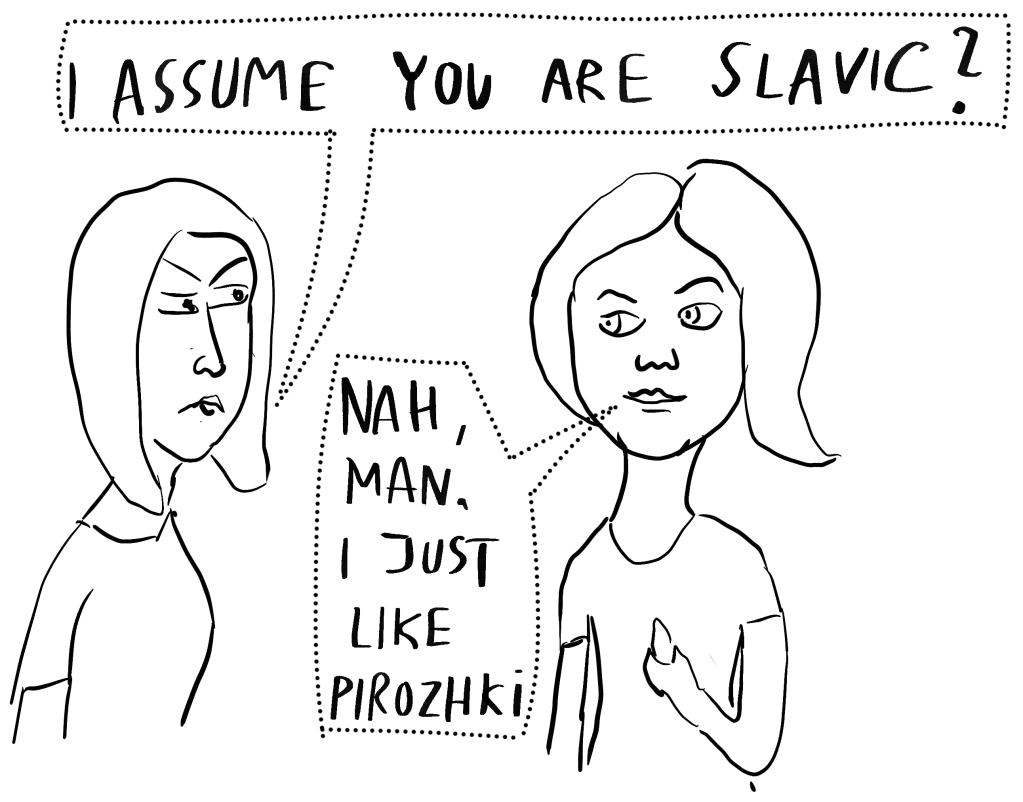 I ASSUME YOU ARE SLAVIC?
NAH,
MAN.
I JUST
LIKE
PIROZHKi